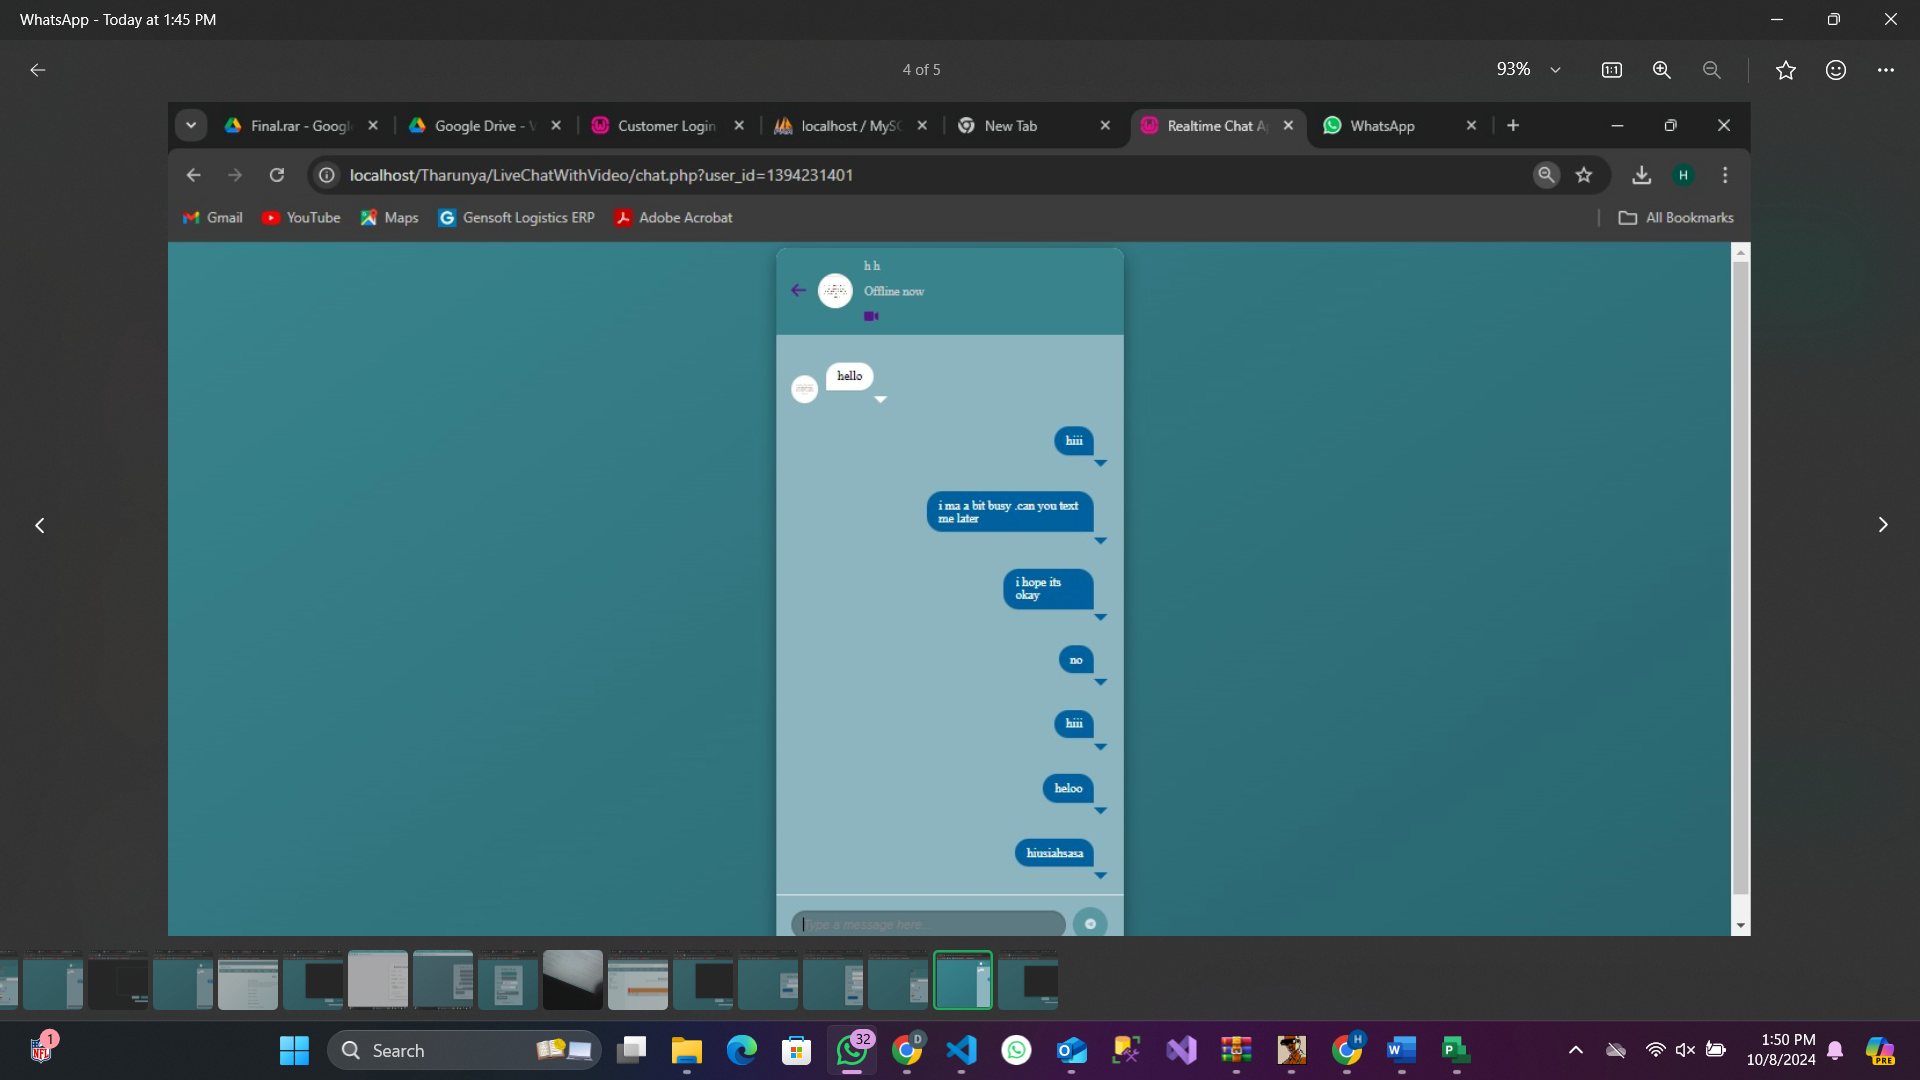 WhatsApp - Today at 1:45 PM
4 of 5
93%
Final.rar - Googl
Google Drive - V
Customer Login
localhost / MySC
New Tab
Realtime Chat A
WhatsApp
localhost/Tharunya/LiveChatWithVideo/chat.php?user_id=1394231401
H
Gmail
YouTube
Maps
Gensoft Logistics ERP
Adobe Acrobat
All Bookmarks
h h
Offline now
hello
hiii
i ma a bit busy .can you text
me later
i hope its
okay
no
hiii
heloo
hiusiahsasa
Type a message here...
1
Search
32
D
H
1:50 PM
10/8/2024
PRE